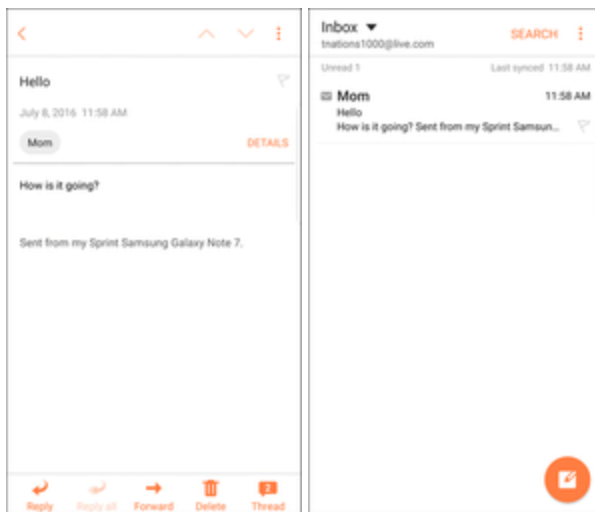 Hello
July 8, 2016 11:58 AM
Mom
DETAILS
How is it going?
Sent from my Sprint Samsung Galaxy Note 7.
Reply
Reply all
Forward
Delete
2
Thread
Inbox
SEARCH
tnations1000@live.com
Unread 1
Last synced 11:58 AM
Mom
11:58 AM
Hello
How is it going? Sent from my Sprint Samsun...